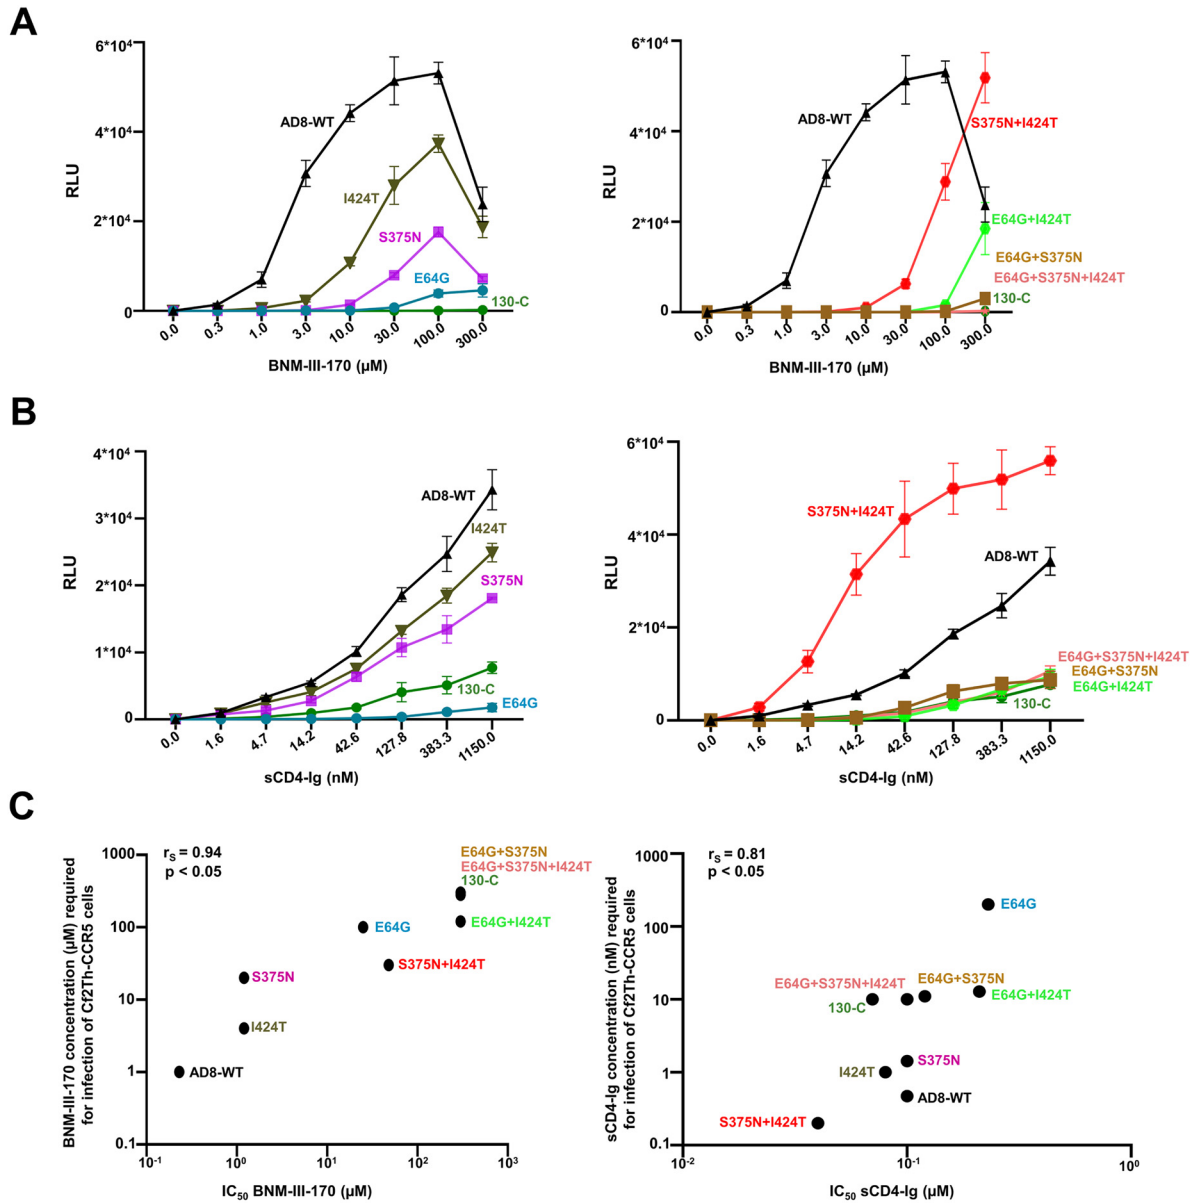 A
6*10⁴
4*10⁴
2*10⁴
0
RLU
AD8-WT
I424T
S375N
E64G
130-C
0.0 0.3 1.0 3.0 10.0 30.0 100.0 300.0
BNM-III-170 (µM)
6*10⁴
4*10⁴
2*10⁴
0
RLU
AD8-WT
S375N+I424T
E64G+I424T
E64G+S375N
E64G+S375N+I424T
130-C
0.0 0.3 1.0 3.0 10.0 30.0 100.0 300.0
BNM-III-170 (µM)
B
4*10⁴
3*10⁴
2*10⁴
1*10⁴
0
RLU
AD8-WT
I424T
S375N
130-C
E64G
0.0 1.6 4.7 14.2 42.6 127.8 383.3 1150.0
sCD4-Ig (nM)
6*10⁴
4*10⁴
2*10⁴
0
RLU
S375N+I424T
AD8-WT
E64G+S375N+I424T
E64G+S375N
E64G+I424T
130-C
0.0 1.6 4.7 14.2 42.6 127.8 383.3 1150.0
sCD4-Ig (nM)
C
BNM-III-170 concentration (µM) required
for infection of Cf2Th-CCR5 cells
1000
100
10
1
0.1
rS = 0.94
p < 0.05
E64G+S375N
E64G+S375N+I424T
130-C
E64G
E64G+I424T
S375N+I424T
S375N
I424T
AD8-WT
10⁻¹ 10⁰ 10¹ 10² 10³
IC50 BNM-III-170 (µM)
sCD4-Ig concentration (nM) required
for infection of Cf2Th-CCR5 cells
1000
100
10
1
0.1
rS = 0.81
p < 0.05
E64G
E64G+S375N+I424T
E64G+S375N
130-C
E64G+I424T
S375N
I424T
AD8-WT
S375N+I424T
10⁻² 10⁻¹ 10⁰
IC50 sCD4-Ig (µM)